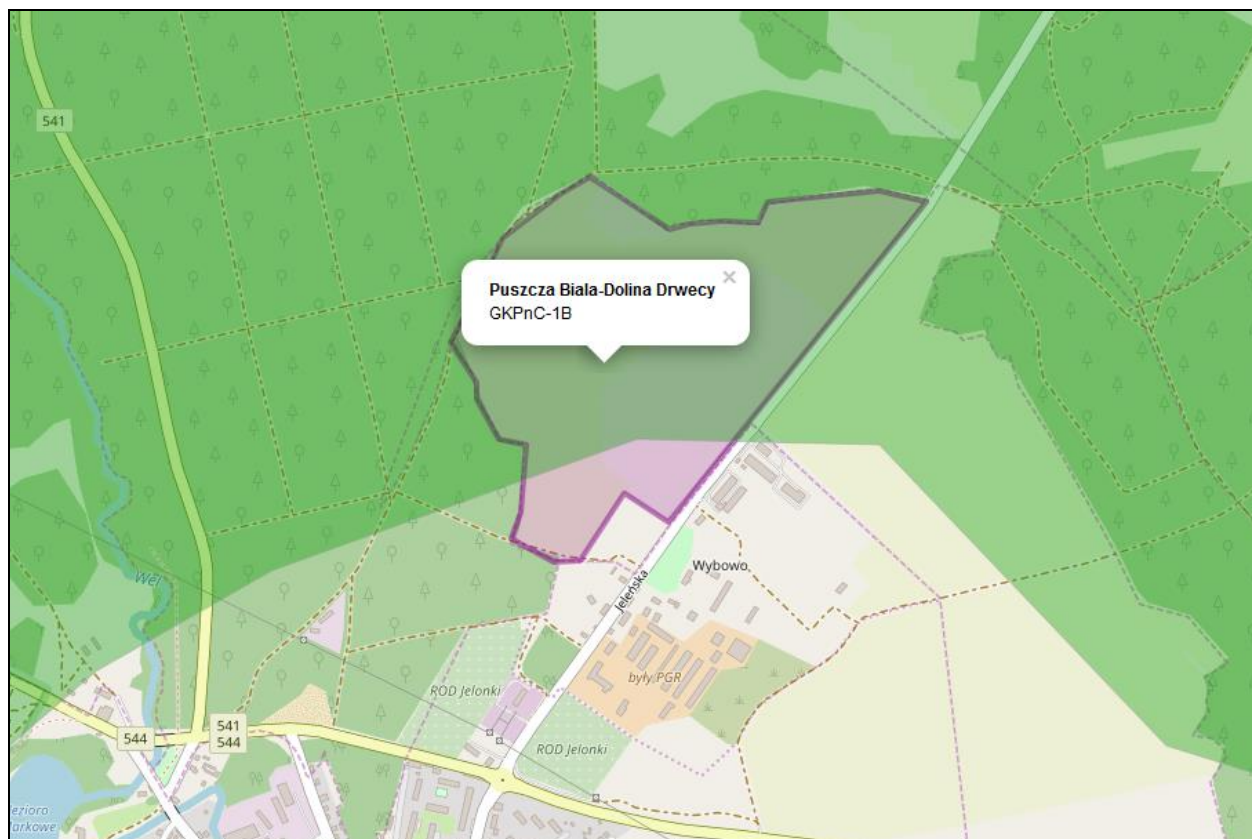 541
Puszcza Biala-Dolina Drwecy
×
GKPnC-1B
Wel
Jeleńska
Wybowo
były PGR
ROD Jelonki
ROD Jelonki
541
544
544